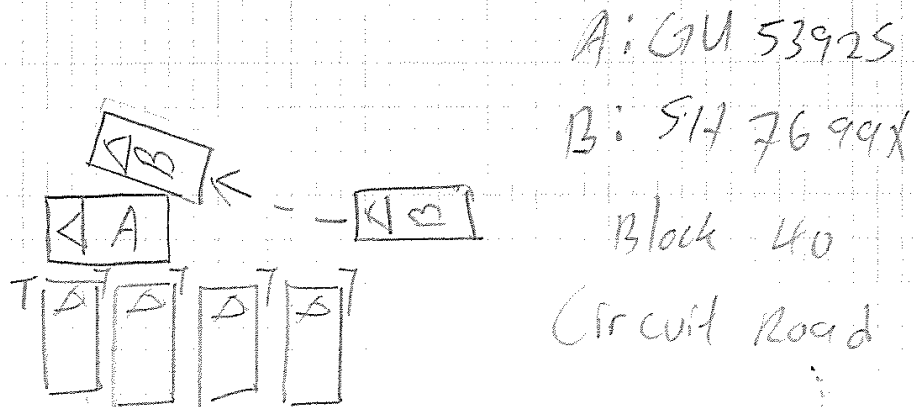 A: GU 5392S
B: SH 7699X
Block 40
Circuit Road
B
A
B